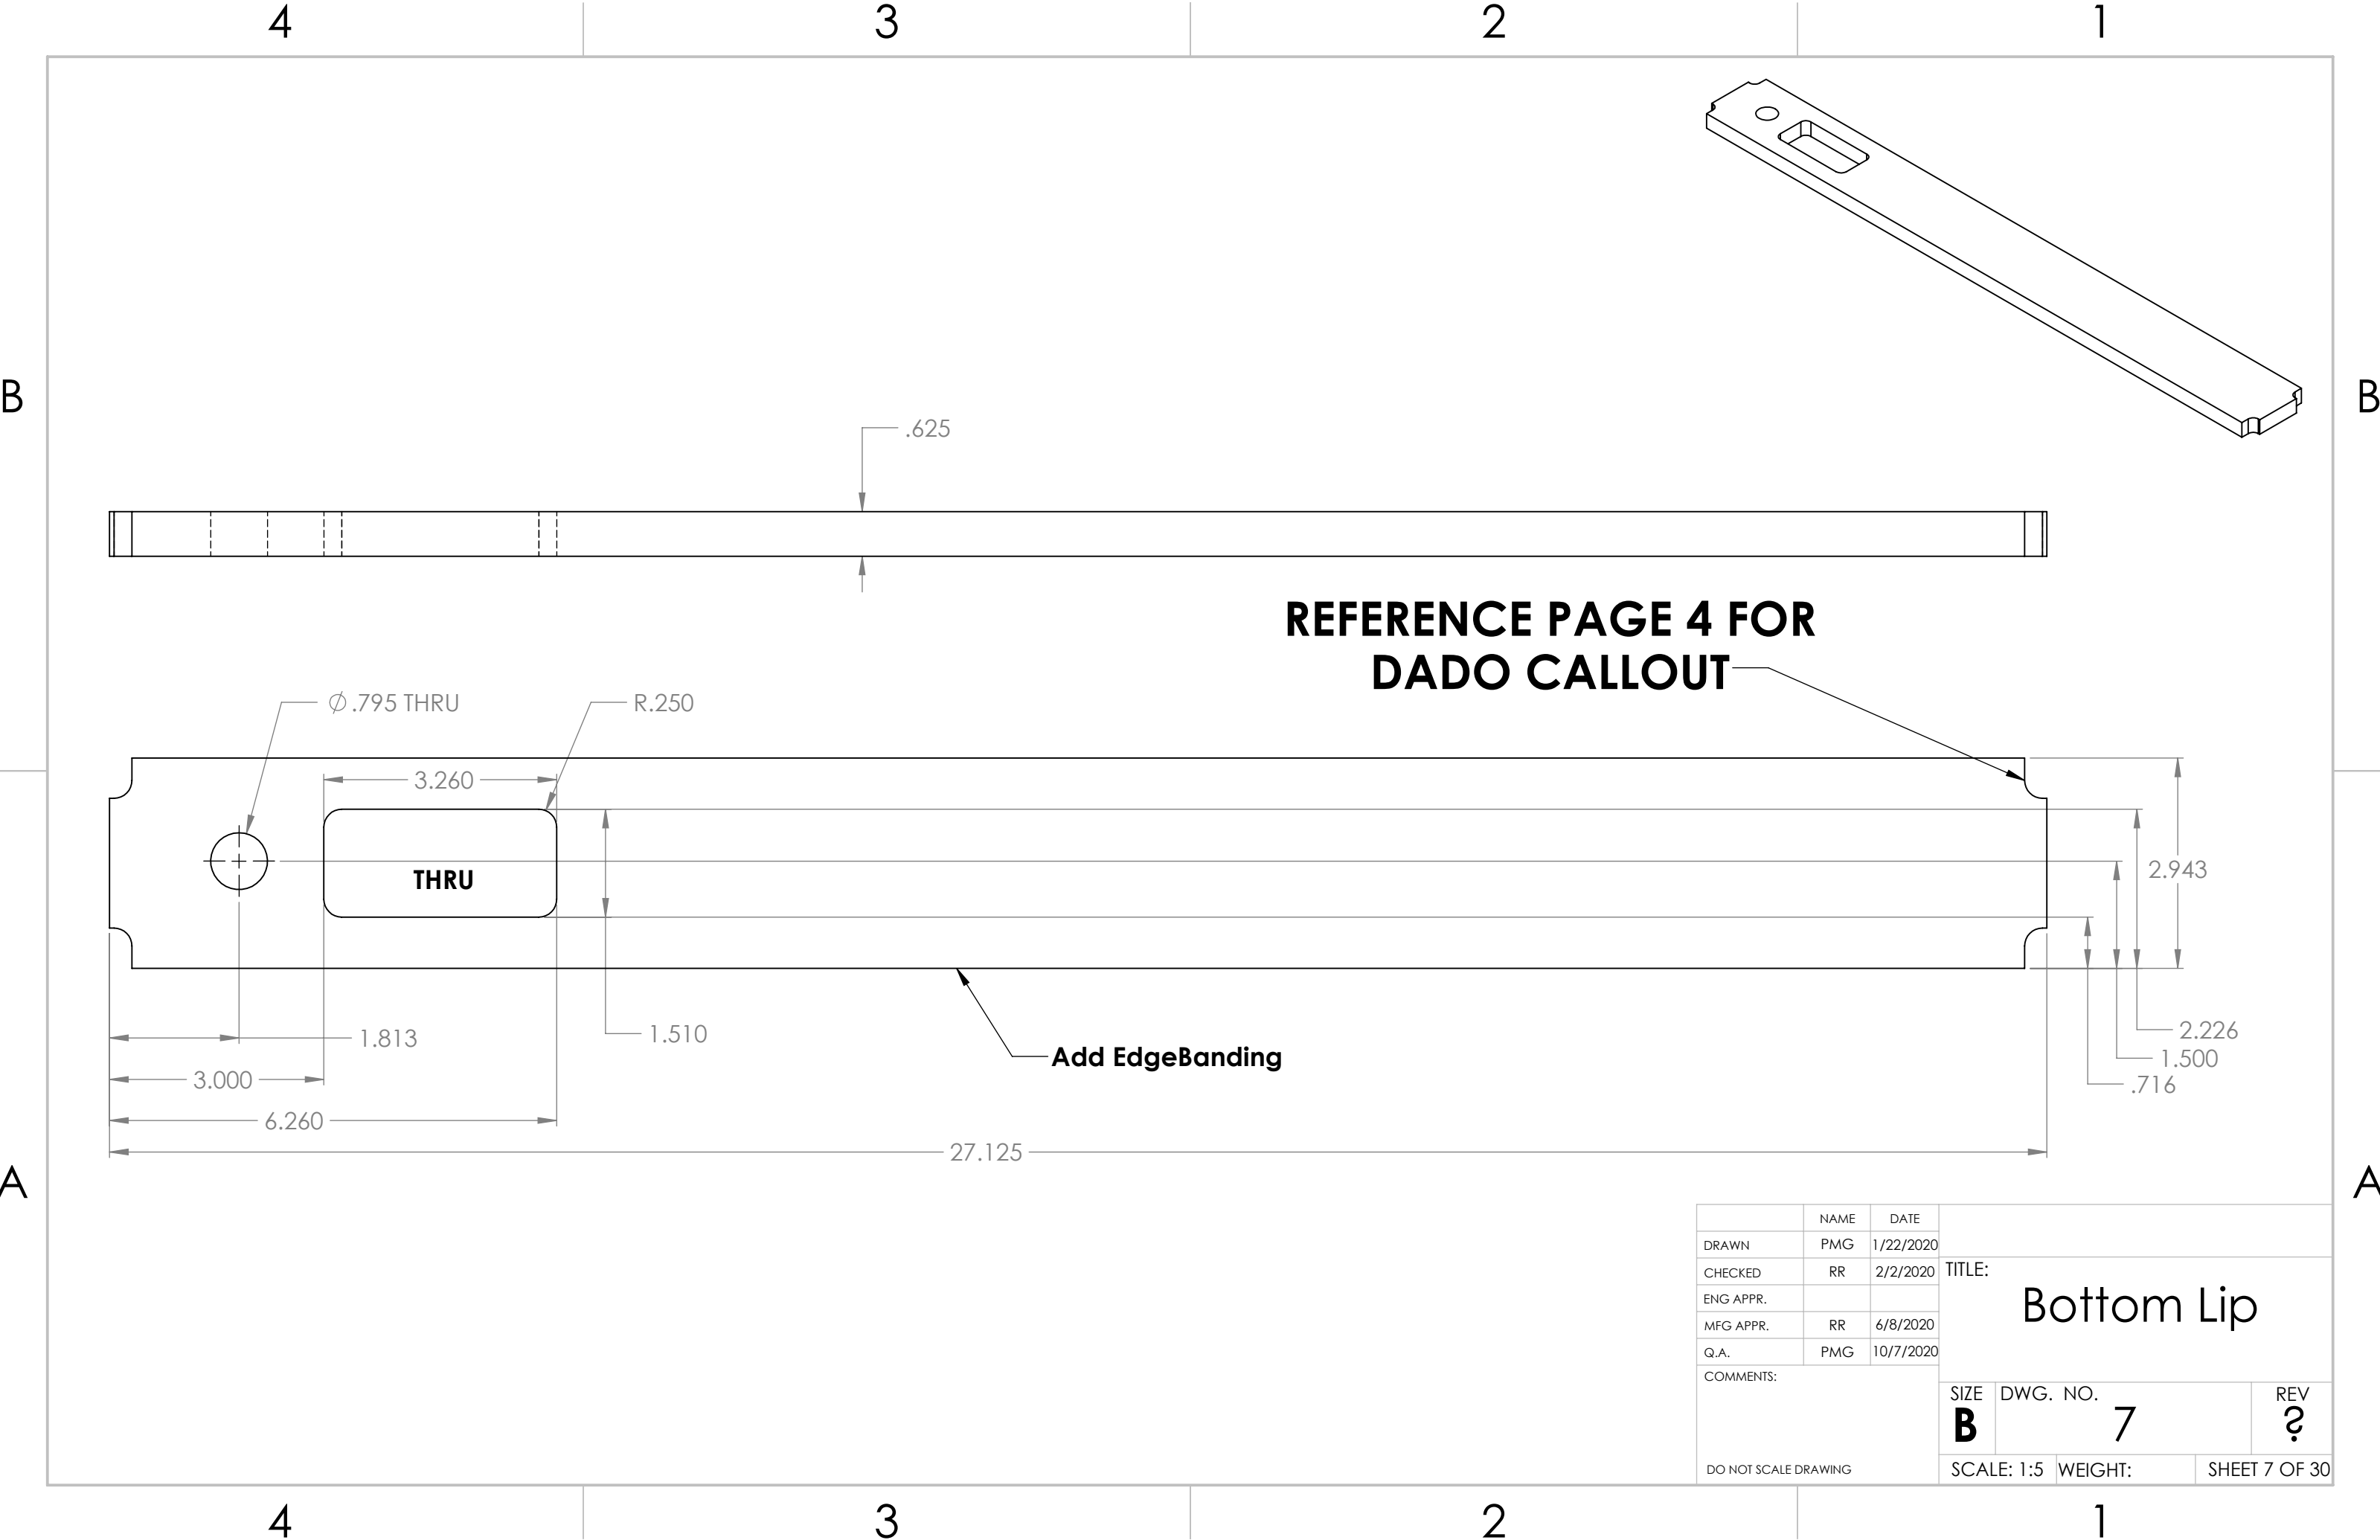 4 3 2 1
B B
.625
REFERENCE PAGE 4 FOR
DADO CALLOUT
∅.795 THRU R.250
3.260
THRU
2.943
1.813
1.510
Add EdgeBanding
2.226
1.500
.716
3.000
6.260
27.125
A A
NAME DATE
DRAWN PMG 1/22/2020
CHECKED RR 2/2/2020
ENG APPR.
MFG APPR. RR 6/8/2020
Q.A. PMG 10/7/2020
COMMENTS:
DO NOT SCALE DRAWING
TITLE:
Bottom Lip
SIZE DWG. NO. REV
B 7 ?
SCALE: 1:5 WEIGHT: SHEET 7 OF 30
4 3 2 1